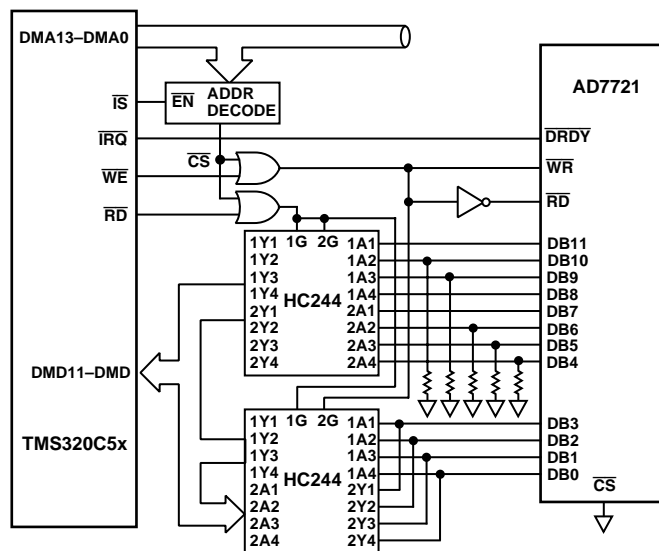 DMA13–DMA0
IS
IRQ
WE
RD
DMD11–DMD
TMS320C5x
EN ADDR
DECODE
CS
1G 2G
1Y1
1Y2
1Y3
1Y4
2Y1
2Y2
2Y3
2Y4
HC244
1A1
1A2
1A3
1A4
2A1
2A2
2A3
2A4
1G 2G
1Y1
1Y2
1Y3
1Y4
2A1
2A2
2A3
2A4
HC244
1A1
1A2
1A3
1A4
2Y1
2Y2
2Y3
2Y4
AD7721
DRDY
WR
RD
DB11
DB10
DB9
DB8
DB7
DB6
DB5
DB4
DB3
DB2
DB1
DB0
CS